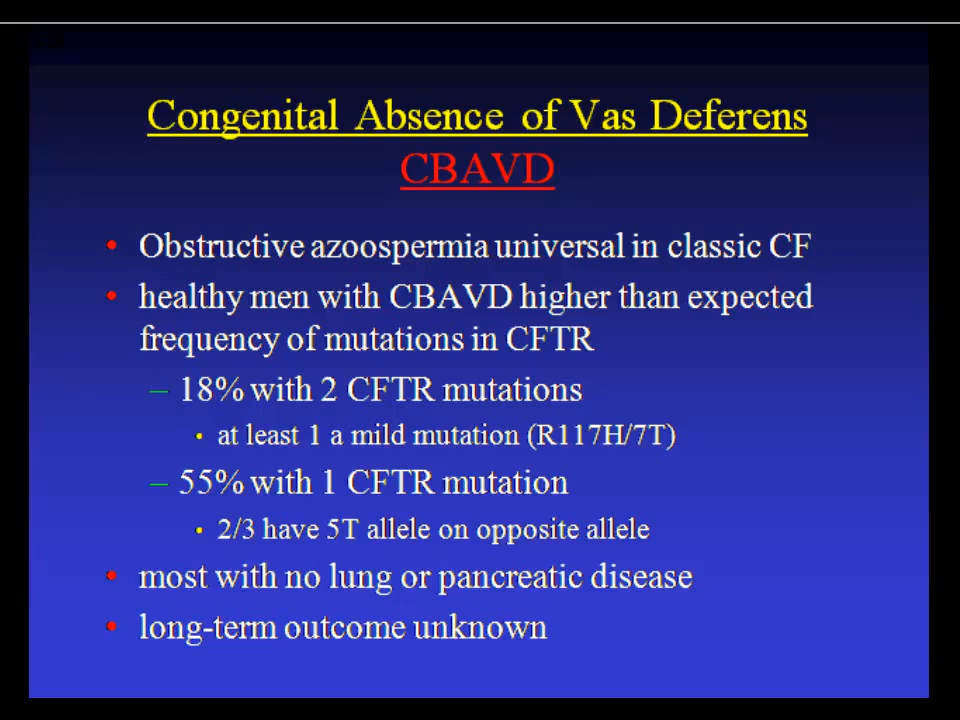 Congenital Absence of Vas Deferens
CBAVD
• Obstructive azoospermia universal in classic CF
• healthy men with CBAVD higher than expected
frequency of mutations in CFTR
– 18% with 2 CFTR mutations
• at least 1 a mild mutation (R117H/7T)
– 55% with 1 CFTR mutation
• 2/3 have 5T allele on opposite allele
• most with no lung or pancreatic disease
• long-term outcome unknown